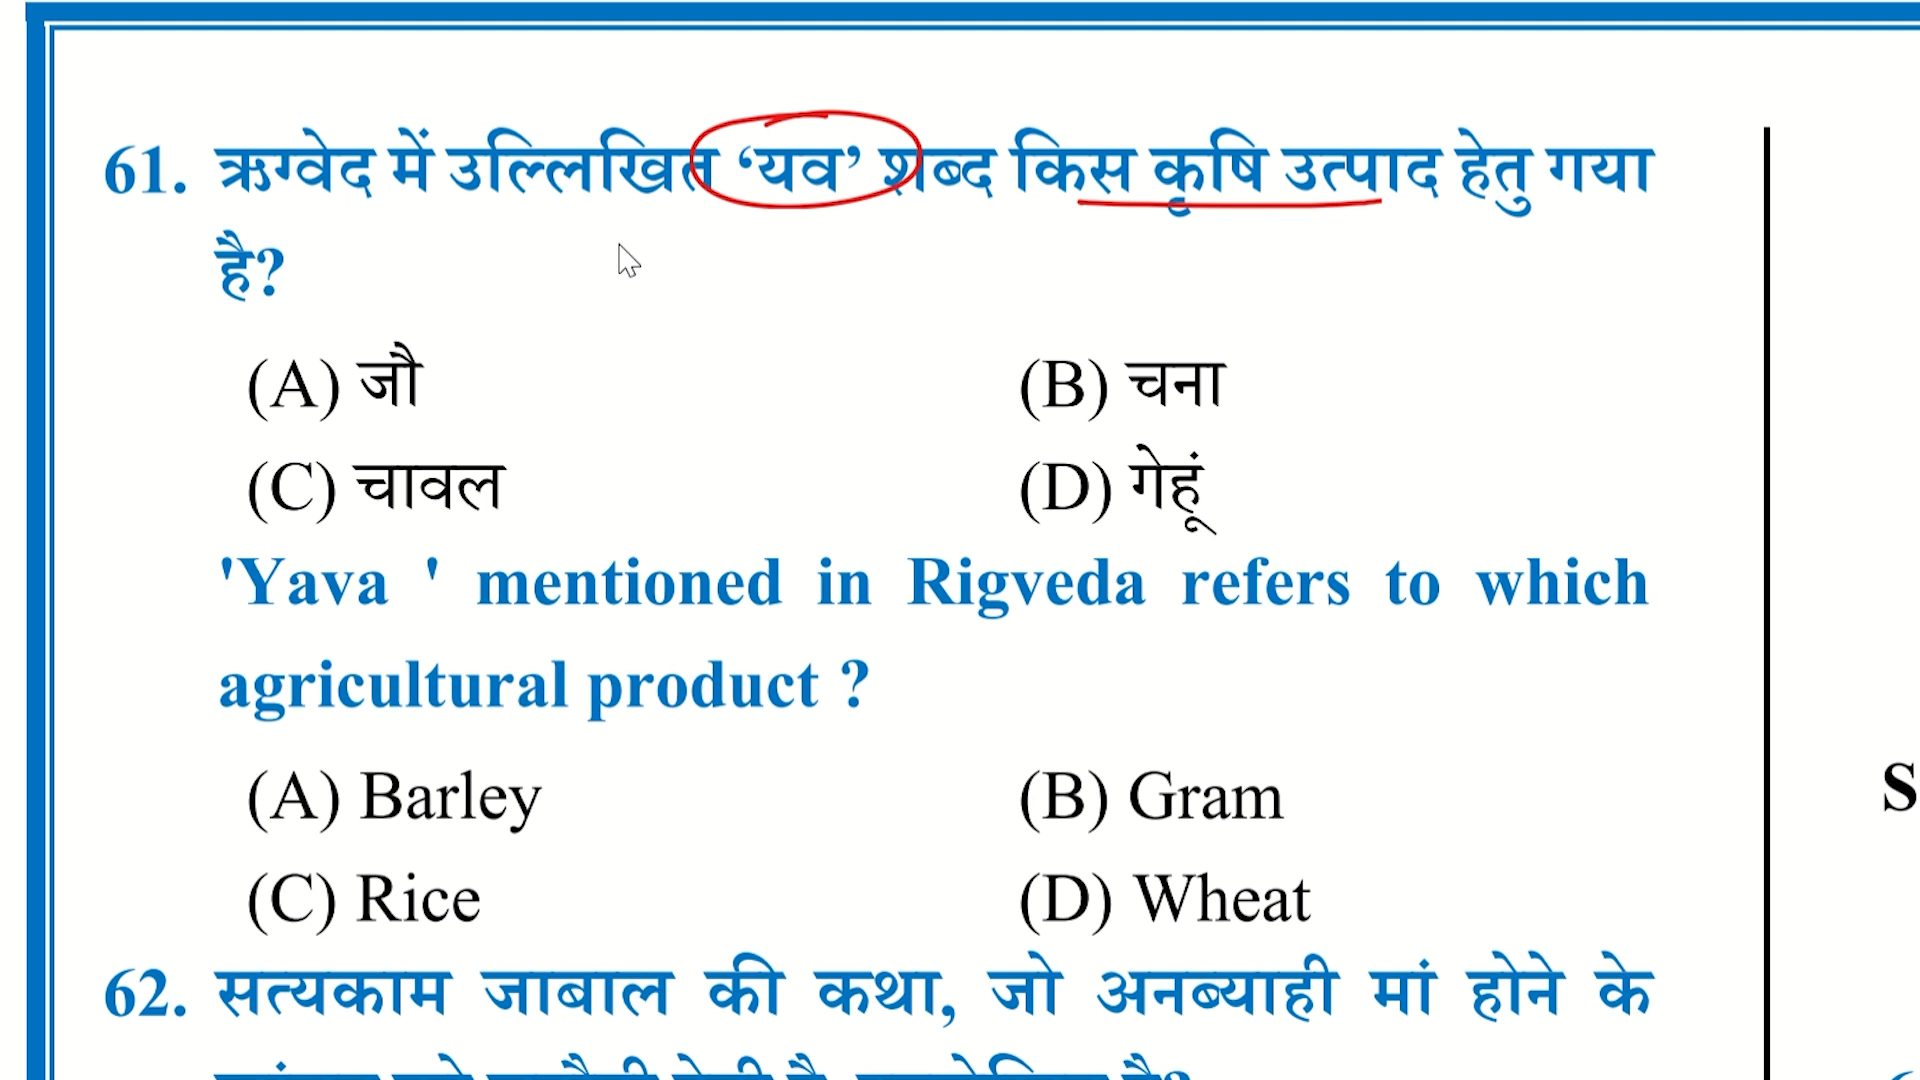 61. ऋग्वेद में उल्लिखित ‘यव’ शब्द किस कृषि उत्पाद हेतु गया
है?
(A) जौ (B) चना
(C) चावल (D) गेहूं
'Yava ' mentioned in Rigveda refers to which
agricultural product ?
(A) Barley (B) Gram
(C) Rice (D) Wheat
S
62. सत्यकाम जाबाल की कथा, जो अनब्याही मां होने के